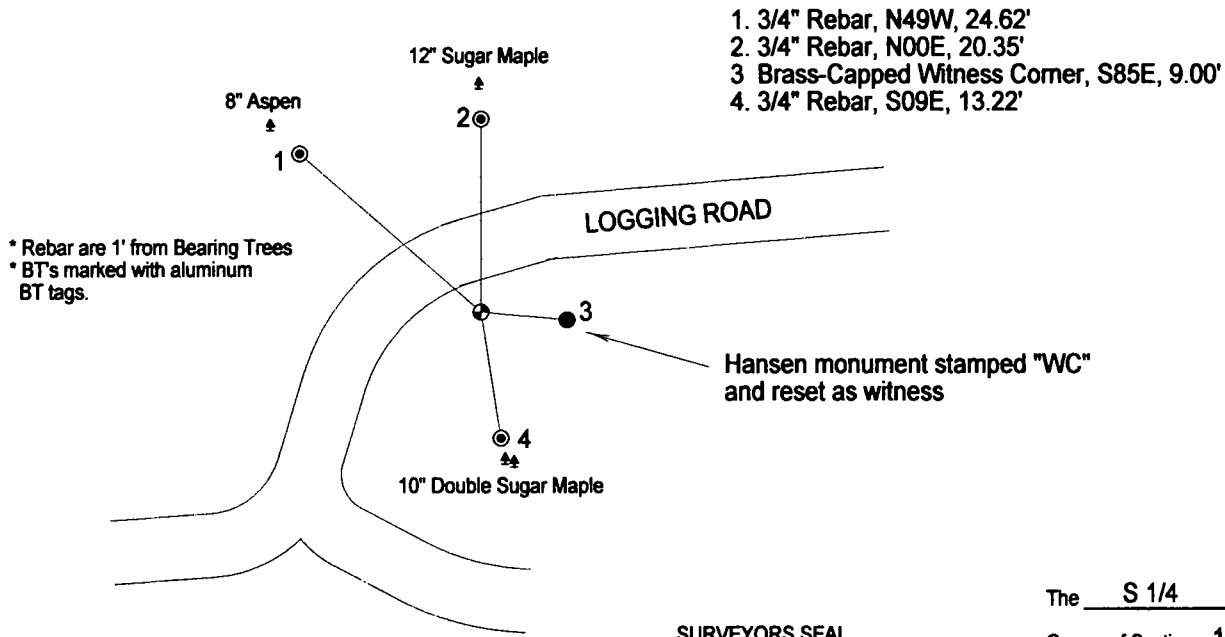 1. 3/4" Rebar, N49W, 24.62'
2. 3/4" Rebar, N00E, 20.35'
3 Brass-Capped Witness Corner, S85E, 9.00'
4. 3/4" Rebar, S09E, 13.22'
12" Sugar Maple
8" Aspen
2
1
LOGGING ROAD
* Rebar are 1' from Bearing Trees
* BT's marked with aluminum
BT tags.
3
Hansen monument stamped "WC"
and reset as witness
4
10" Double Sugar Maple
The S 1/4
SURVEYORS SEAL